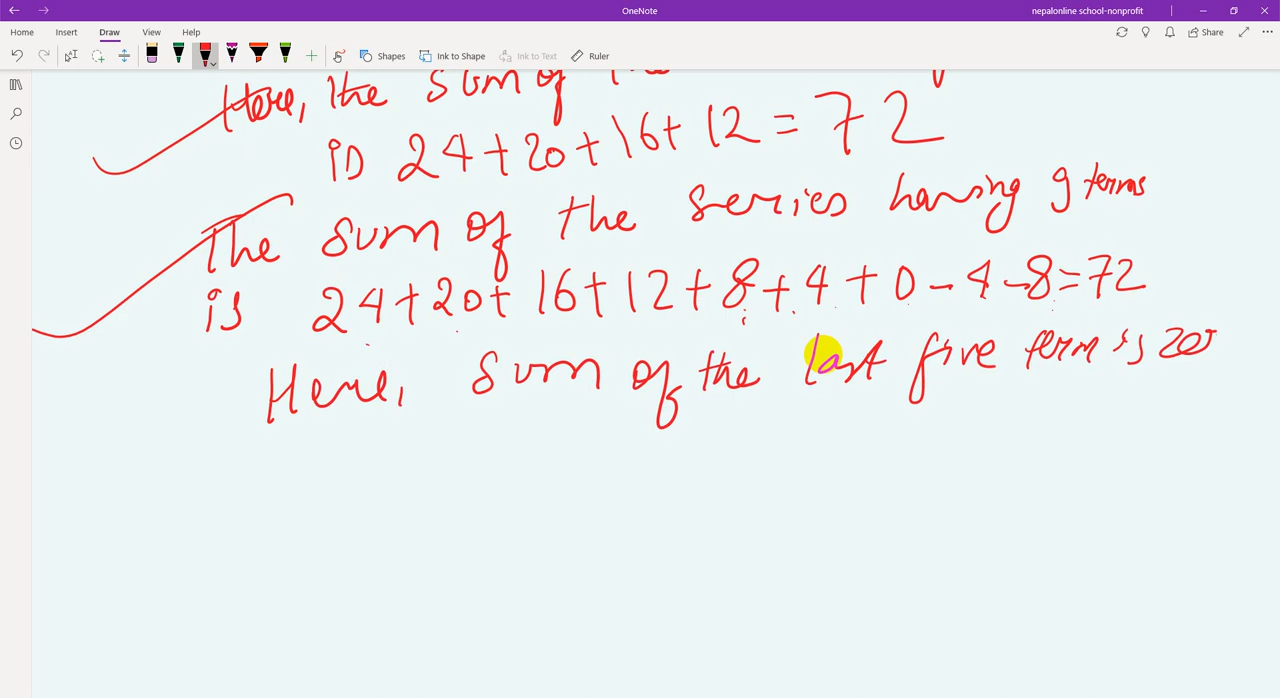 OneNote
nepalonline school-nonprofit
Home Insert Draw View Help
Share
Shapes Ink to Shape Ink to Text Ruler
Here, the sum of
is 24+20+16+12=72
The sum of the series having 9 terms
is 24+20+16+12+8+4+0-4-8=72
Here, sum of the last five term is